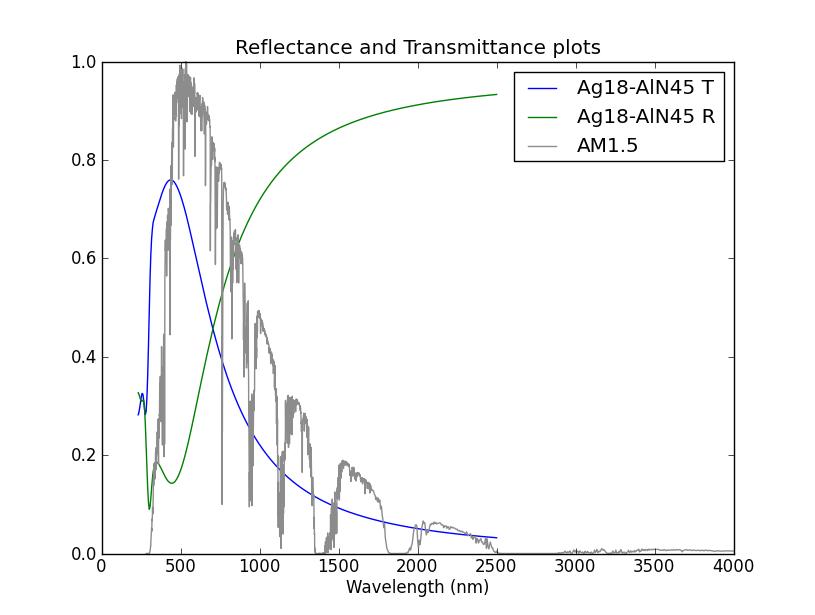 Reflectance and Transmittance plots
1.0
0.8
0.6
0.4
0.2
0.0
0 500 1000 1500 2000 2500 3000 3500 4000
Wavelength (nm)
Ag18-AlN45 T
Ag18-AlN45 R
AM1.5